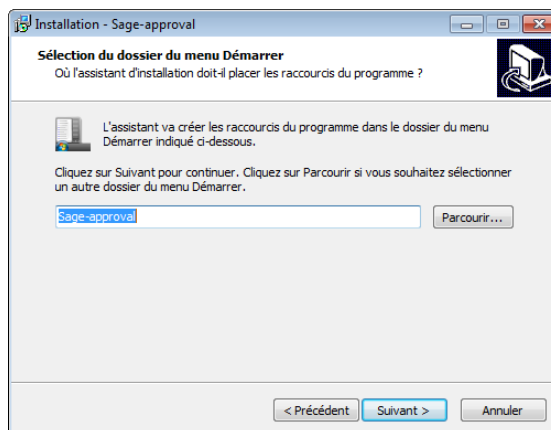 Installation - Sage-approval
Sélection du dossier du menu Démarrer
Où l'assistant d'installation doit-il placer les raccourcis du programme ?
L'assistant va créer les raccourcis du programme dans le dossier du menu
Démarrer indiqué ci-dessous.
Cliquez sur Suivant pour continuer. Cliquez sur Parcourir si vous souhaitez sélectionner
un autre dossier du menu Démarrer.
Sage-approval
Parcourir...
< Précédent
Suivant >
Annuler